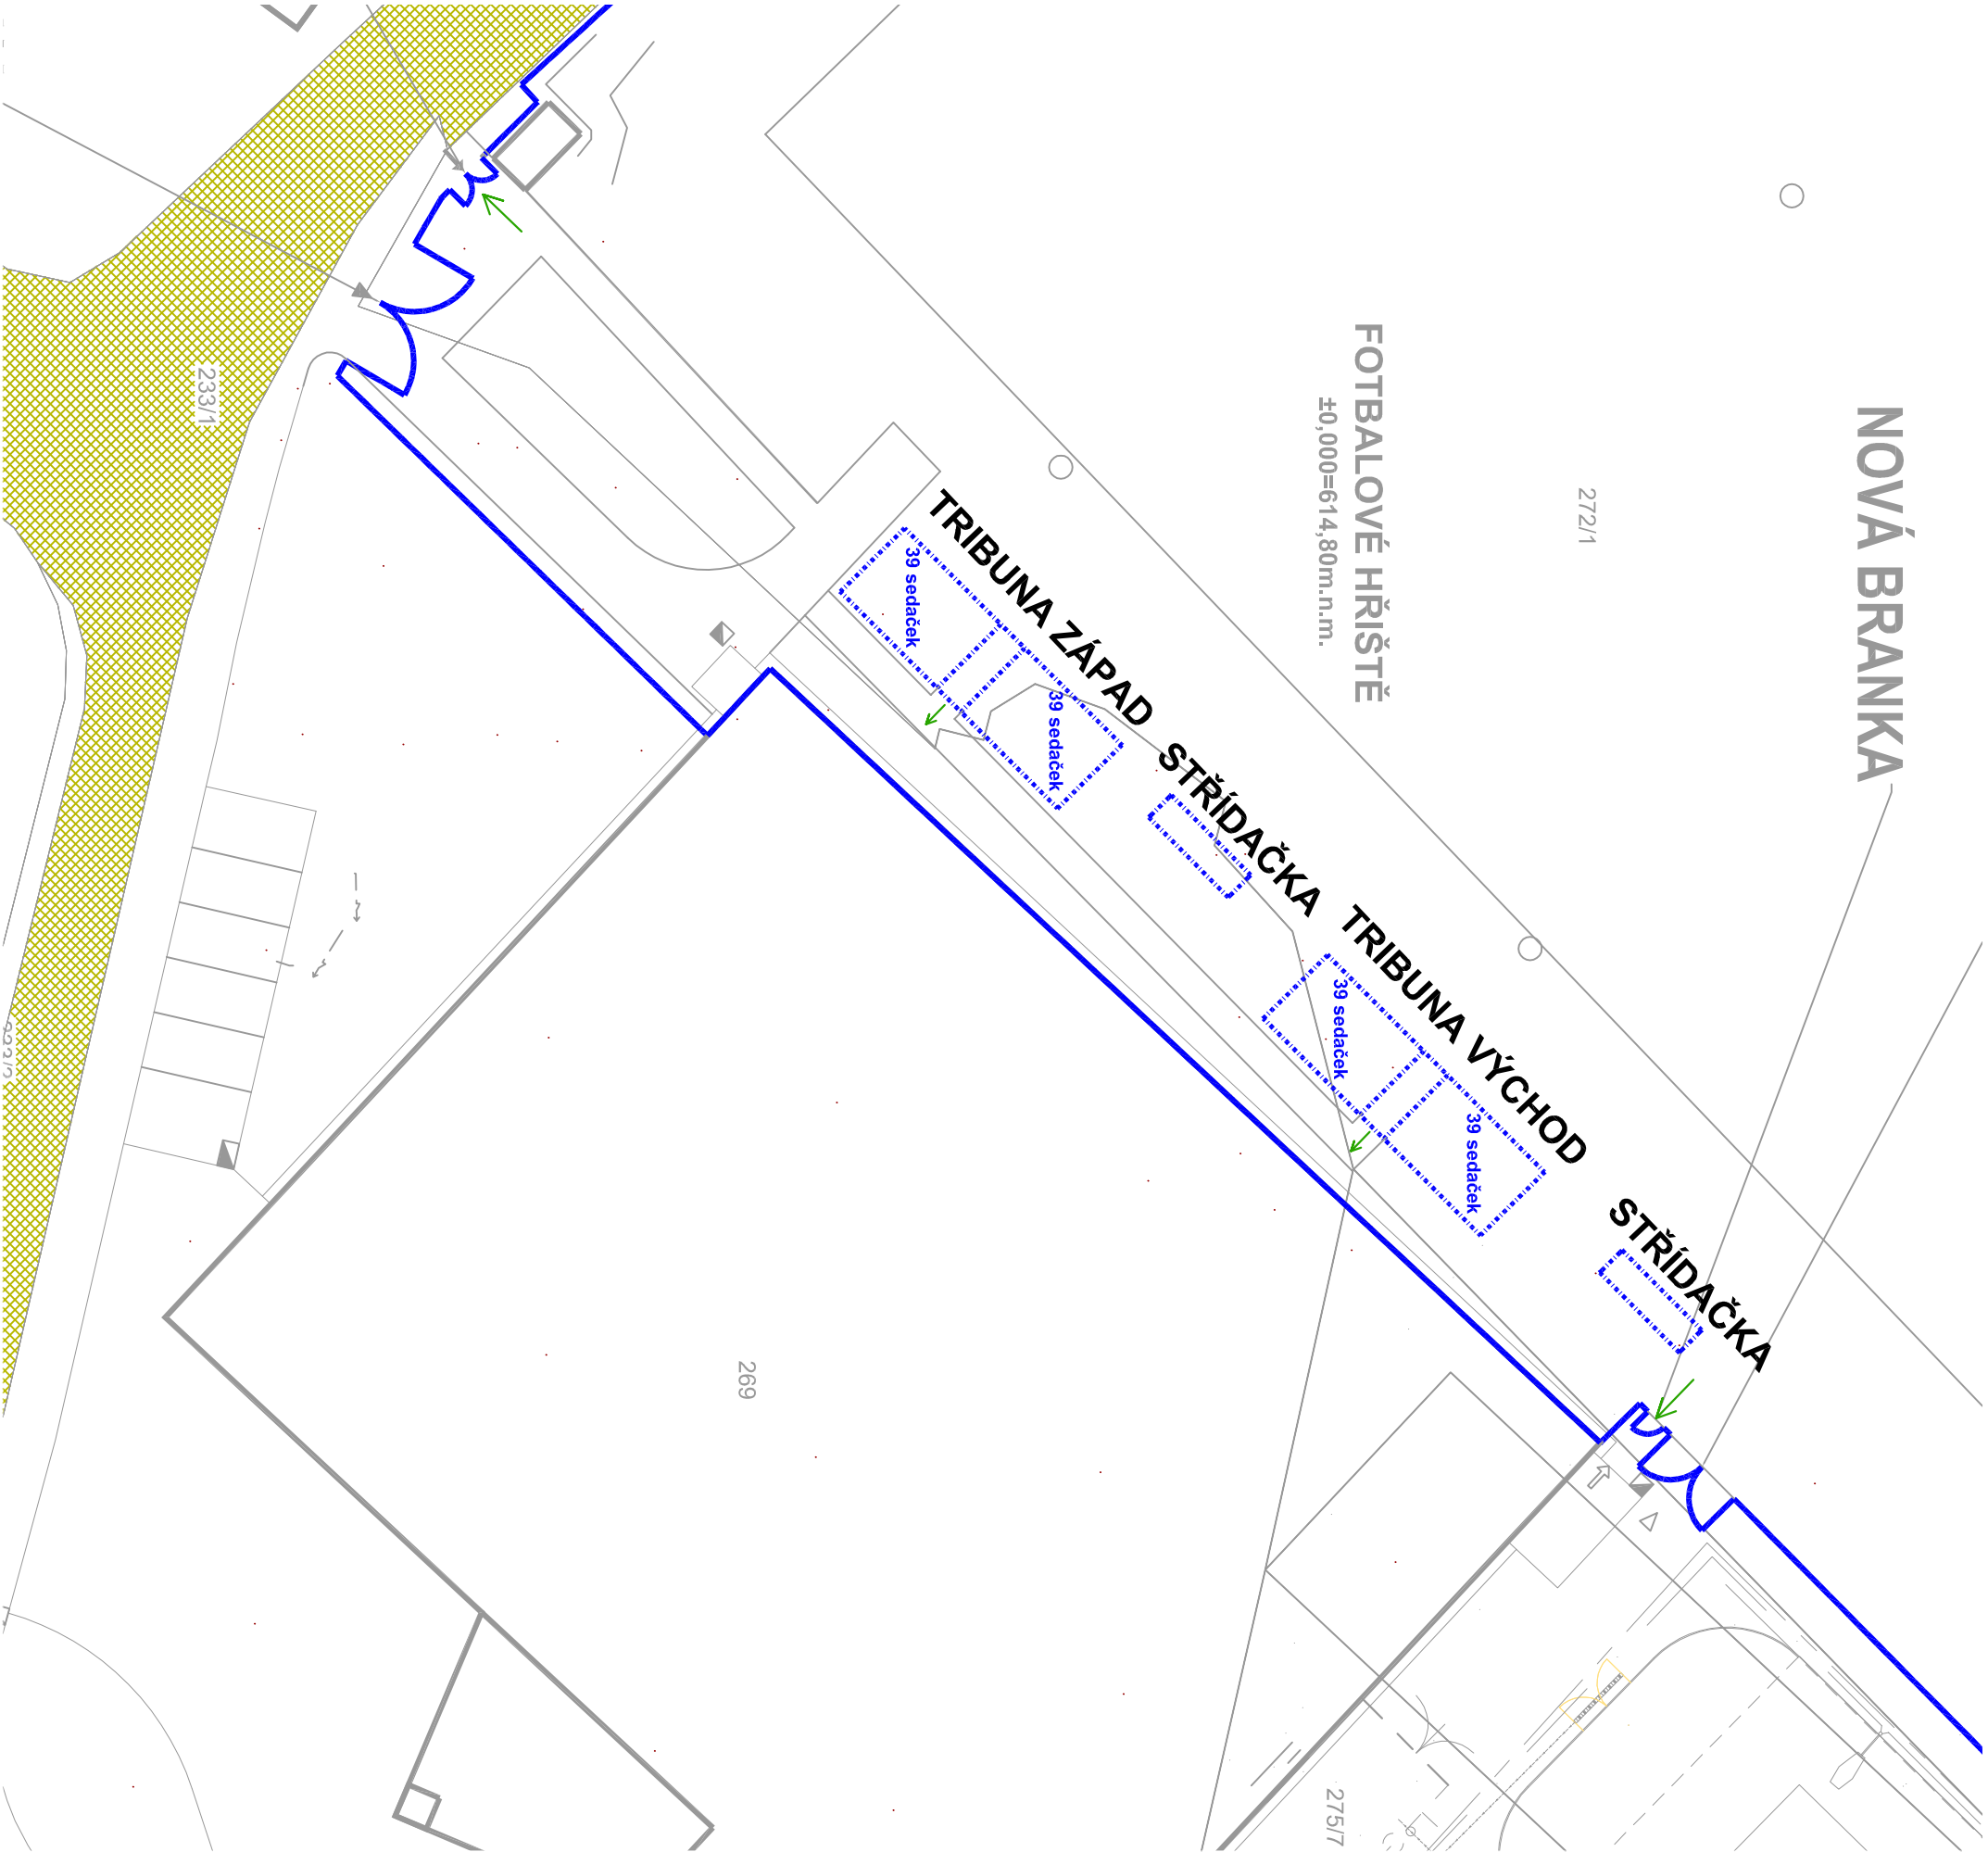 NOVÁ BRANKA
272/1
FOTBALOVÉ HŘIŠTĚ
±0,000=614,80m.n.m.
233/1
TRIBUNA ZÁPAD
39 sedaček
39 sedaček
STŘÍDAČKA
TRIBUNA VÝCHOD
39 sedaček
39 sedaček
STŘÍDAČKA
269
275/7